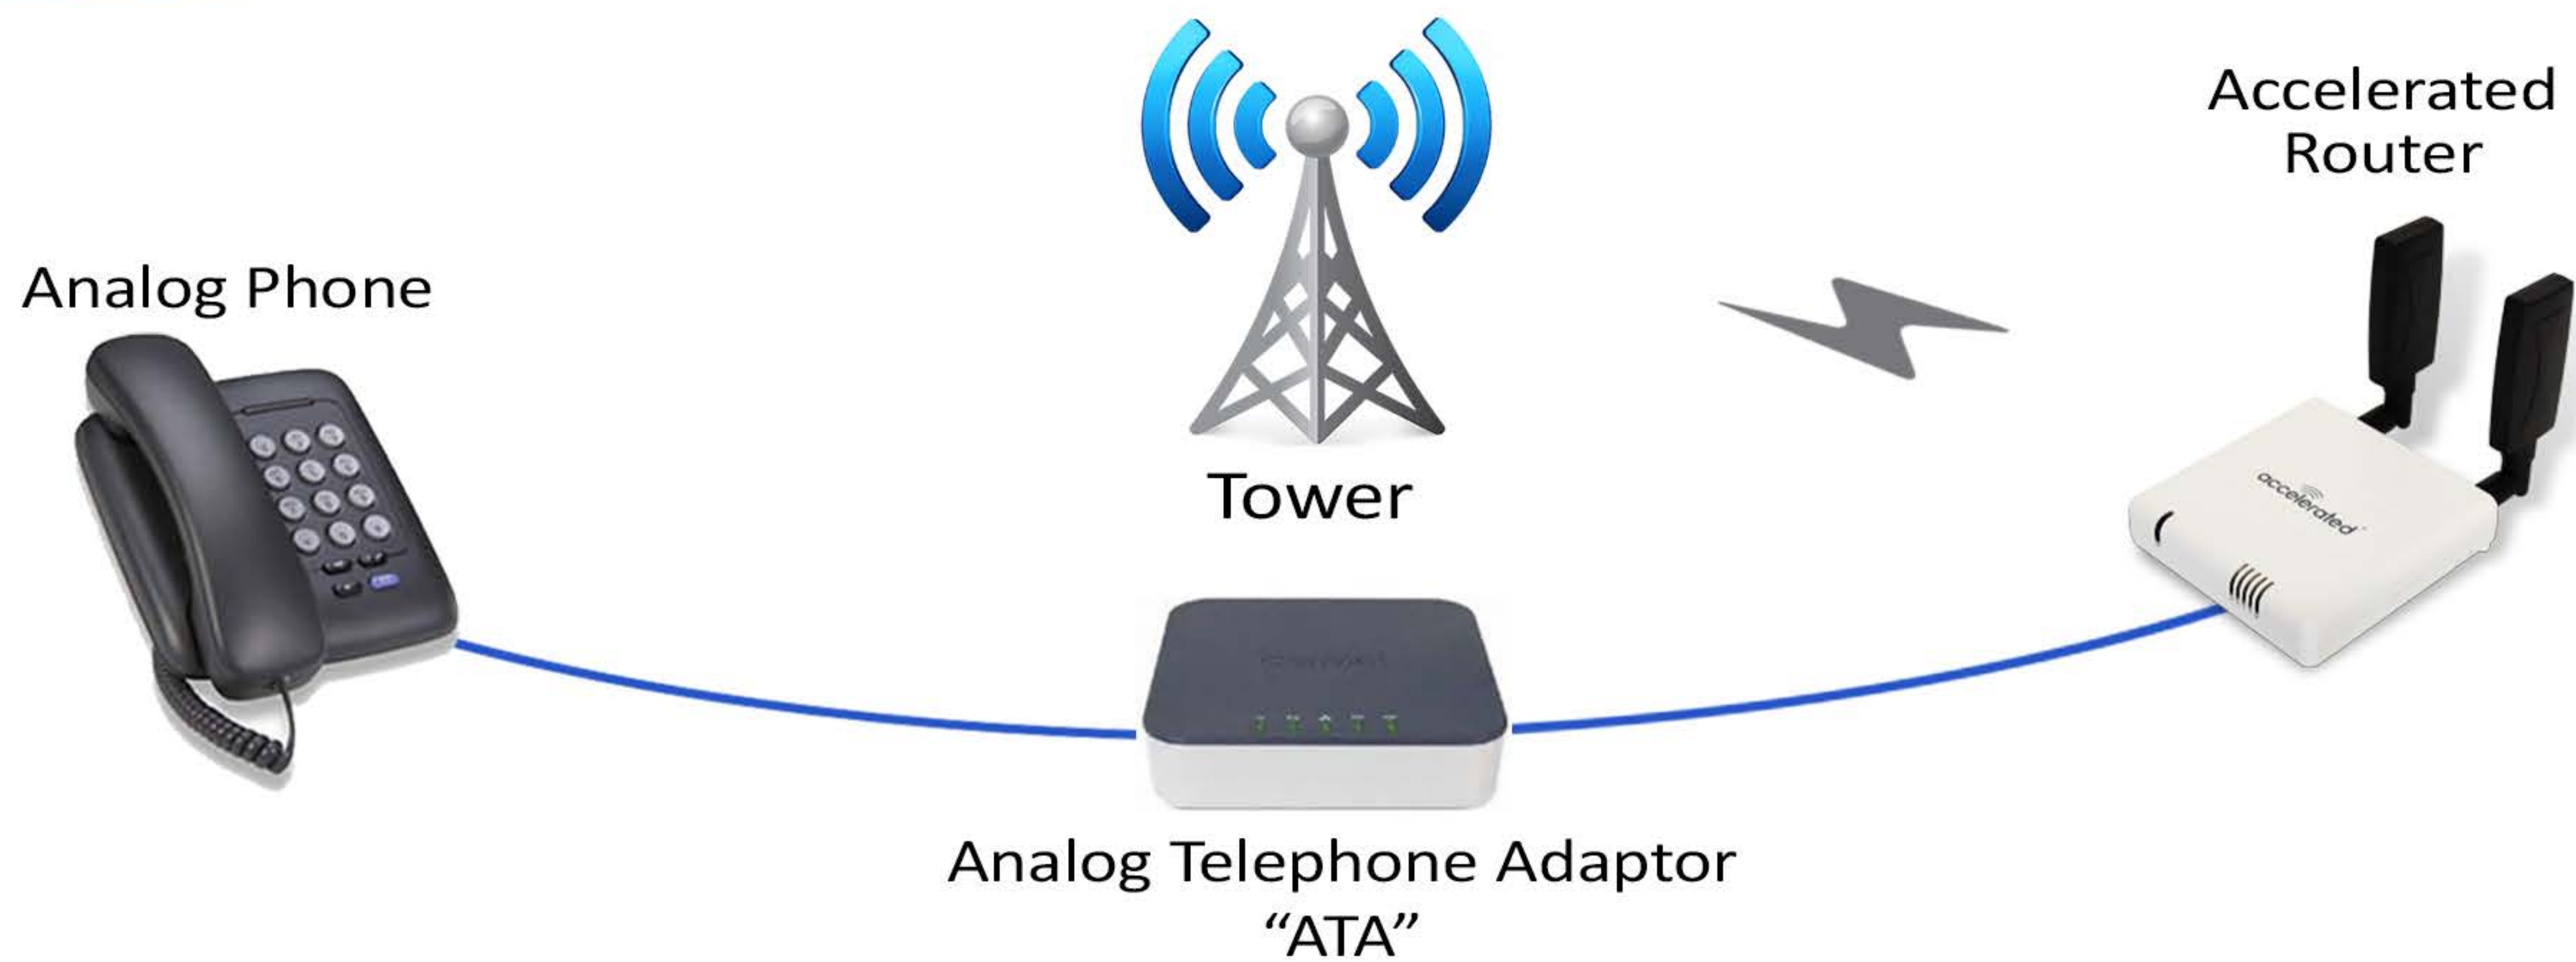 Accelerated
Router
Analog Phone
accelerated
Tower
Analog Telephone Adaptor
“ATA”